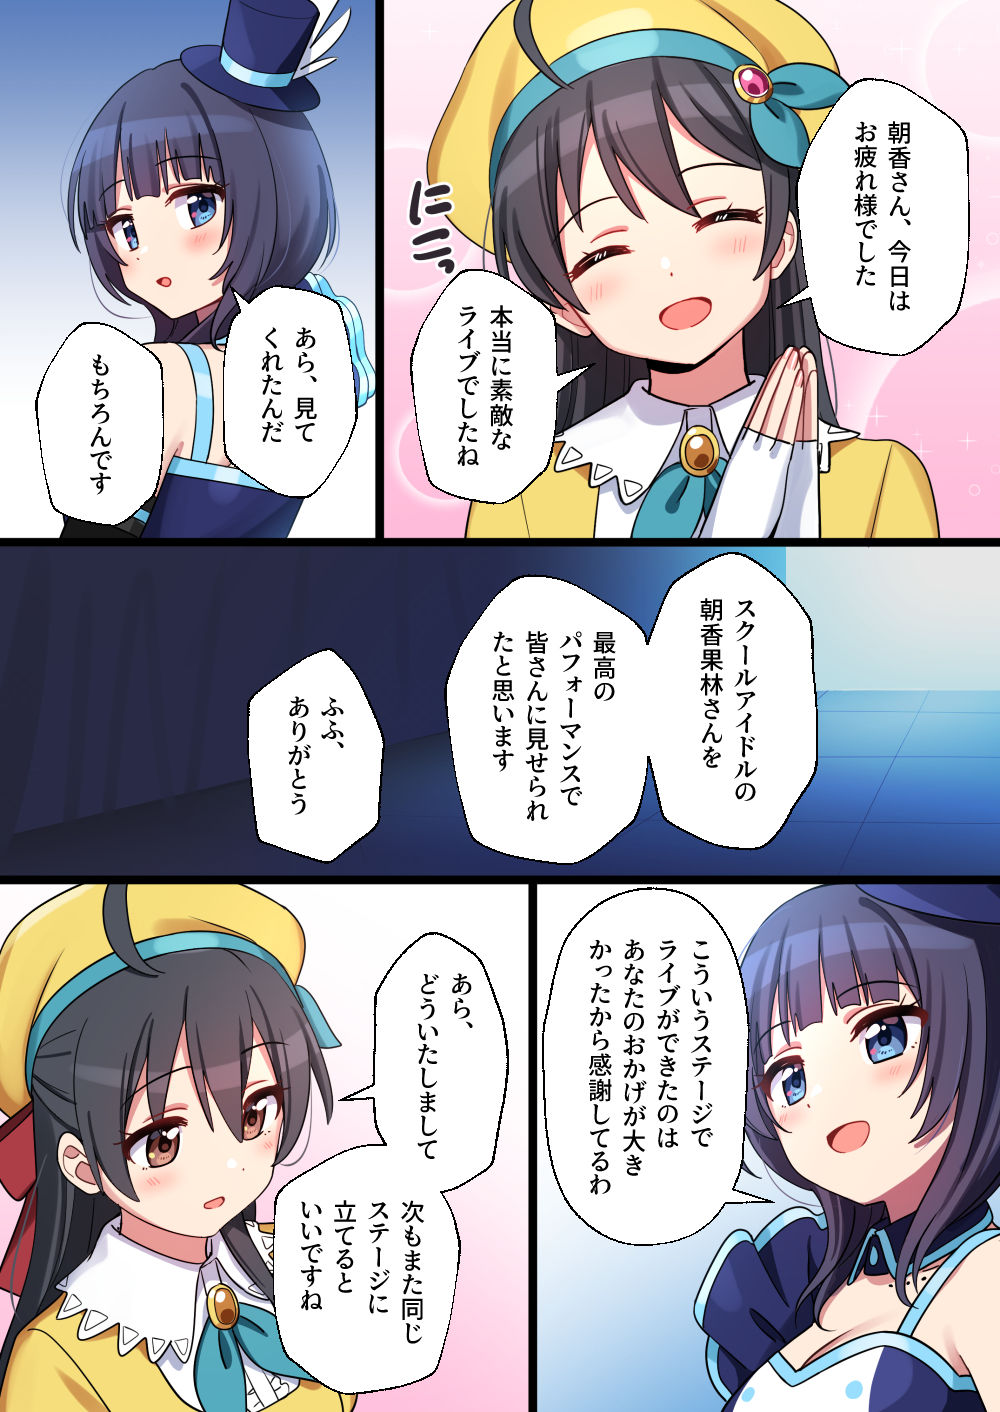 朝香さん、今日は
お疲れ様でした
にこっ
本当に素敵な
ライブでしたね
あら、見て
くれたんだ
もちろんです
スクールアイドルの
朝香果林さんを
最高の
パフォーマンスで
皆さんに見せられ
たと思います
ふふ、
ありがとう
こういうステージで
ライブができたのは
あなたのおかげが大き
かったから感謝してるわ
あら、
どういたしまして
次もまた同じ
ステージに
立てると
いいですね